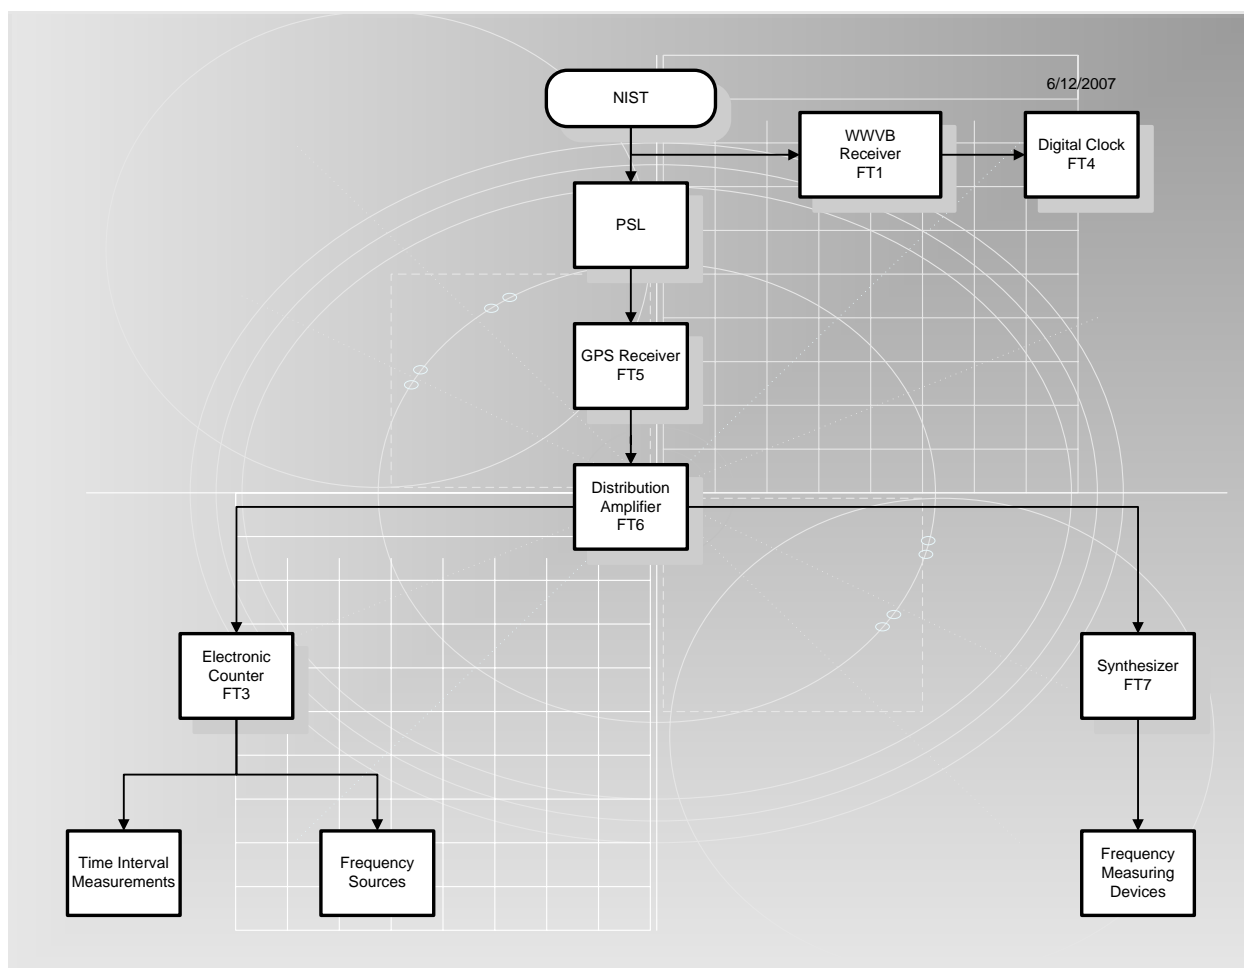 NIST
6/12/2007
WWVB
Receiver
FT1
Digital Clock
FT4
PSL
GPS Receiver
FT5
Distribution
Amplifier
FT6
Electronic
Counter
FT3
Synthesizer
FT7
Time Interval
Measurements
Frequency
Sources
Frequency
Measuring
Devices